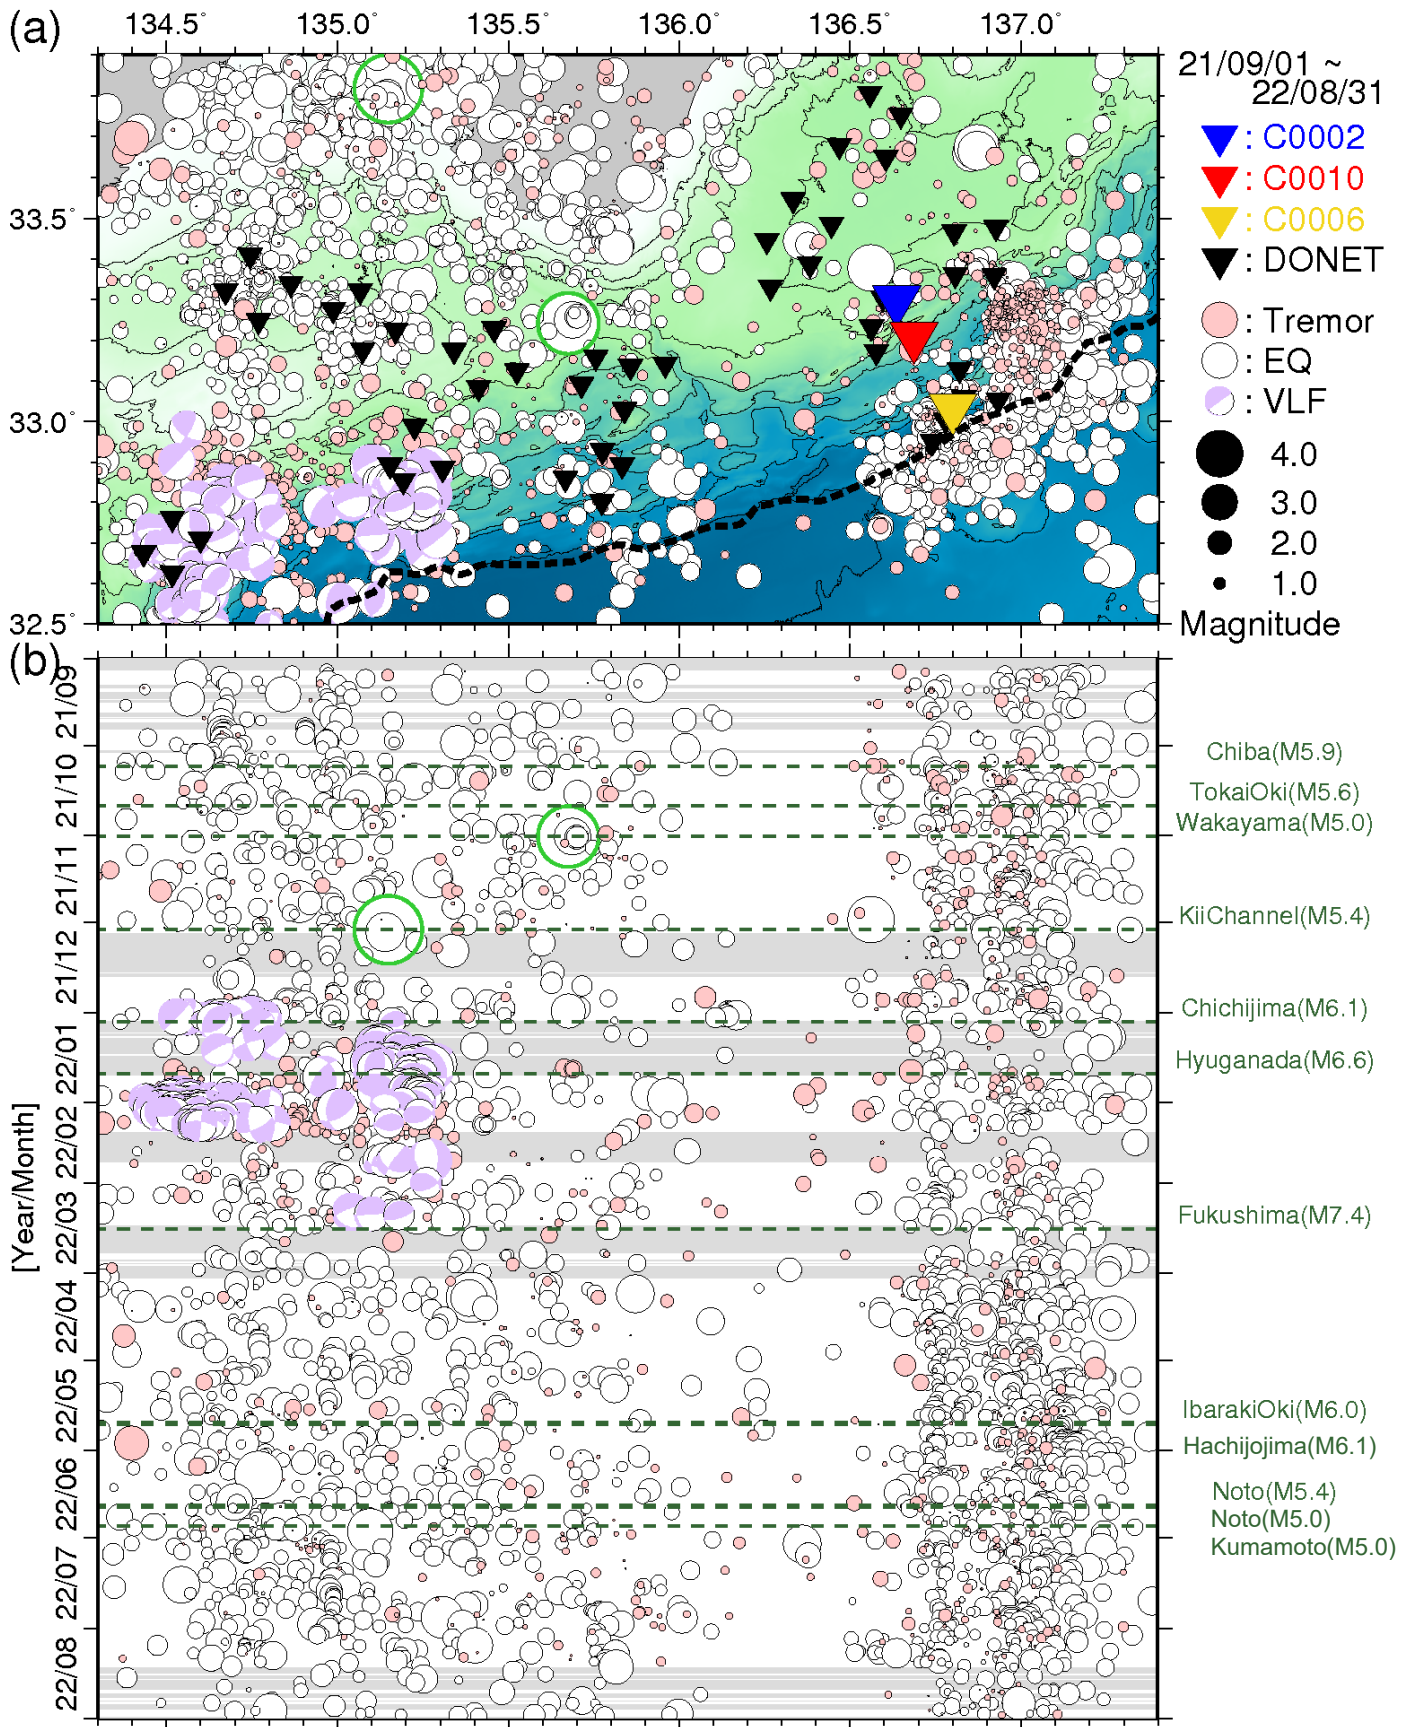 (a)
134.5° 135.0° 135.5° 136.0° 136.5° 137.0°
33.5°
33.0°
32.5°
21/09/01 ~
22/08/31
: C0002
: C0010
: C0006
: DONET
: Tremor
: EQ
: VLF
4.0
3.0
2.0
1.0
Magnitude
(b)
[Year/Month]
21/09
21/10
21/11
21/12
22/01
22/02
22/03
22/04
22/05
22/06
22/07
22/08
Chiba(M5.9)
TokaiOki(M5.6)
Wakayama(M5.0)
KiiChannel(M5.4)
Chichijima(M6.1)
Hyuganada(M6.6)
Fukushima(M7.4)
IbarakiOki(M6.0)
Hachijojima(M6.1)
Noto(M5.4)
Noto(M5.0)
Kumamoto(M5.0)